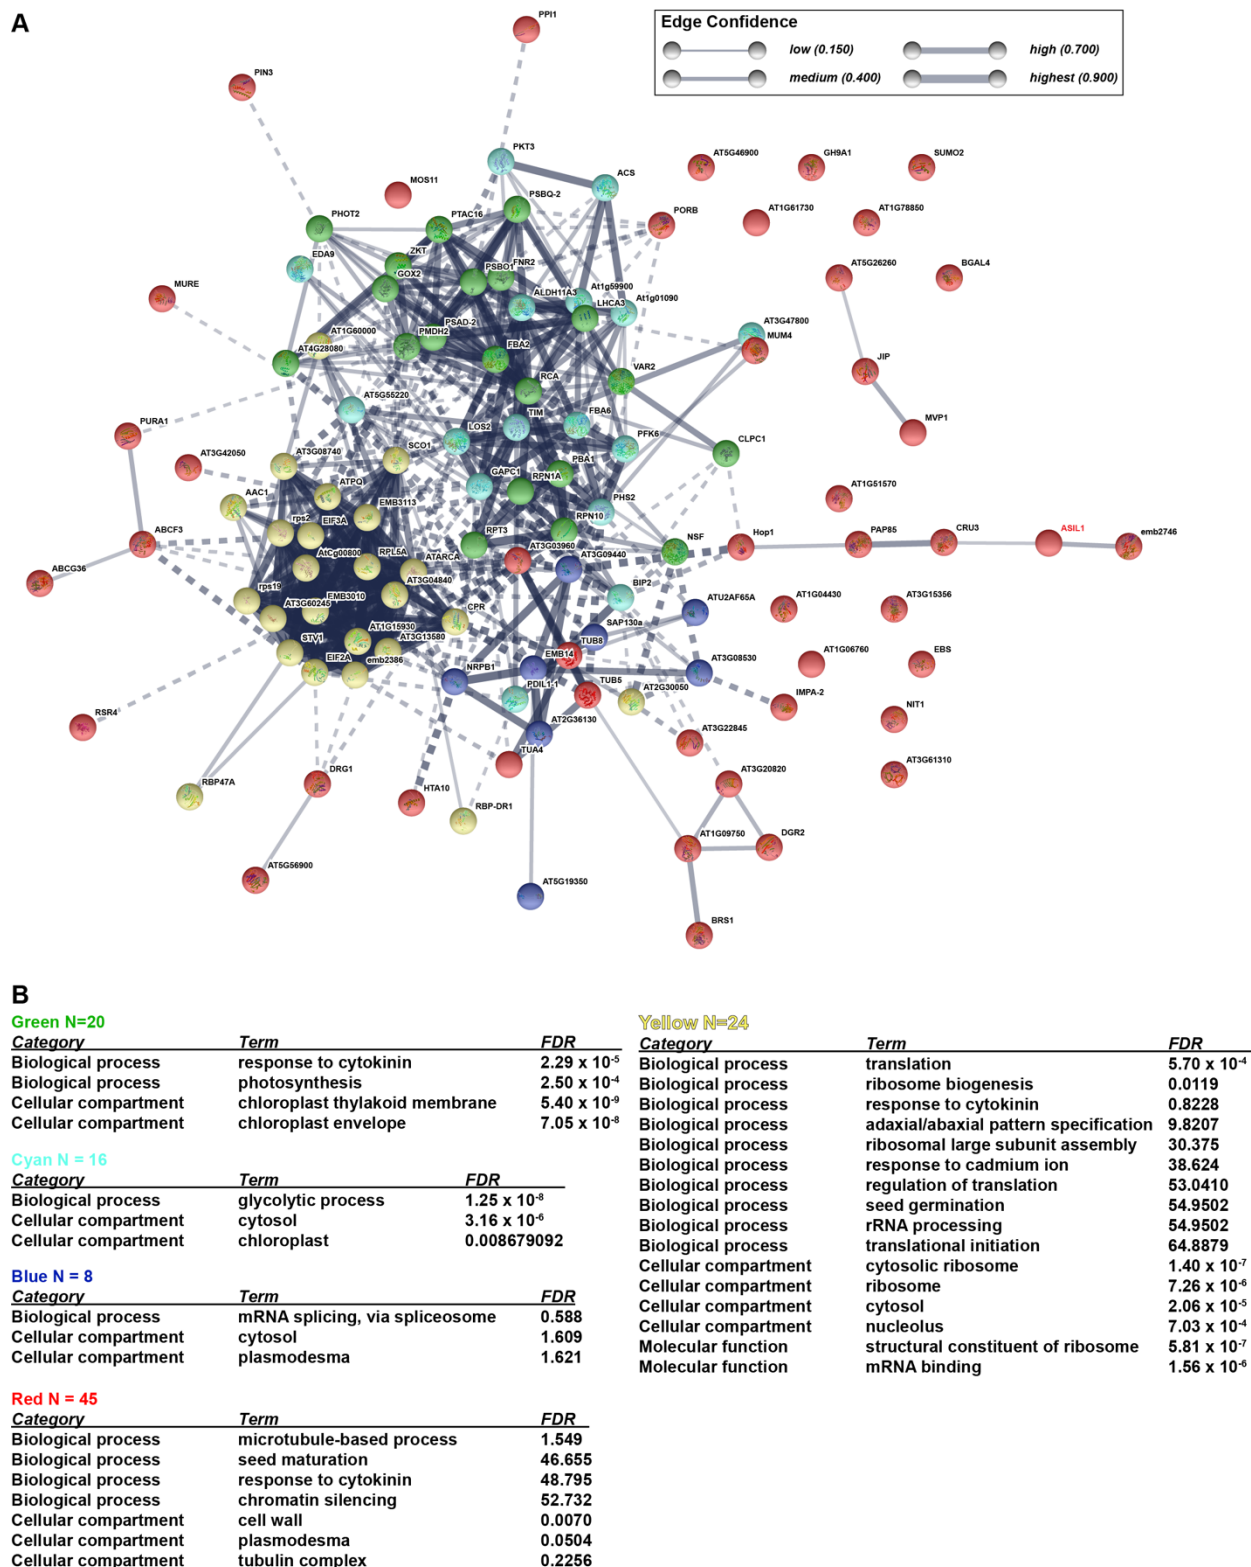 A
Edge Confidence
low (0.150)
high (0.700)
medium (0.400)
highest (0.900)
PPI1
PIN3
PKT3
ACS
AT5G46900
GH9A1
SUMO2
MOS11
PSBQ-2
PORB
AT1G61730
AT1G78850
PHOT2
PTAC16
EDA9
ZKT
GOX2
PSBO1
FNR2
AT5G26260
BGAL4
MURE
ALDH11A3
At1g59900
LHCA3
At1g01090
AT1G60000
PMDH2
PSAD-2
AT3G47800
MUM4
AT4G28080
FBA2
VAR2
JIP
RCA
AT5G55220
TIM
FBA6
MVP1
PURA1
LOS2
PFK6
CLPC1
AT3G42050
AT3G08740
SCO1
GAPC1
RPN1A
PBA1
AAC1
ATPQ
EMB3113
PHS2
AT1G51570
rps2
EIF3A
RPN10
ABCF3
RPT3
AT3G03960
AT3G09440
NSF
Hop1
PAP85
CRU3
ASIL1
emb2746
AtCg00800
RPL5A
ATARCA
ABCG36
AT3G04840
BIP2
rps19
EMB3010
AT3G60245
CPR
ATU2AF65A
AT1G04430
AT3G15356
STV1
AT1G15930
AT3G13580
SAP130a
TUB8
EIF2A
emb2386
NRPB1
EMB14
AT3G08530
AT1G06760
EBS
PDIL1-1
TUB5
AT2G30050
IMPA-2
RSR4
AT2G36130
AT3G22845
NIT1
TUA4
RBP47A
DRG1
HTA10
RBP-DR1
AT3G20820
AT3G61310
AT1G09750
DGR2
AT5G56900
AT5G19350
BRS1
B
Green N=20
Category Term FDR
Biological process response to cytokinin 2.29 x 10-5
Biological process photosynthesis 2.50 x 10-4
Cellular compartment chloroplast thylakoid membrane 5.40 x 10-9
Cellular compartment chloroplast envelope 7.05 x 10-8
Cyan N = 16
Category Term FDR
Biological process glycolytic process 1.25 x 10-8
Cellular compartment cytosol 3.16 x 10-6
Cellular compartment chloroplast 0.008679092
Blue N = 8
Category Term FDR
Biological process mRNA splicing, via spliceosome 0.588
Cellular compartment cytosol 1.609
Cellular compartment plasmodesma 1.621
Red N = 45
Category Term FDR
Biological process microtubule-based process 1.549
Biological process seed maturation 46.655
Biological process response to cytokinin 48.795
Biological process chromatin silencing 52.732
Cellular compartment cell wall 0.0070
Cellular compartment plasmodesma 0.0504
Cellular compartment tubulin complex 0.2256
Yellow N=24
Category Term FDR
Biological process translation 5.70 x 10-4
Biological process ribosome biogenesis 0.0119
Biological process response to cytokinin 0.8228
Biological process adaxial/abaxial pattern specification 9.8207
Biological process ribosomal large subunit assembly 30.375
Biological process response to cadmium ion 38.624
Biological process regulation of translation 53.0410
Biological process seed germination 54.9502
Biological process rRNA processing 54.9502
Biological process translational initiation 64.8879
Cellular compartment cytosolic ribosome 1.40 x 10-7
Cellular compartment ribosome 7.26 x 10-6
Cellular compartment cytosol 2.06 x 10-5
Cellular compartment nucleolus 7.03 x 10-4
Molecular function structural constituent of ribosome 5.81 x 10-7
Molecular function mRNA binding 1.56 x 10-6